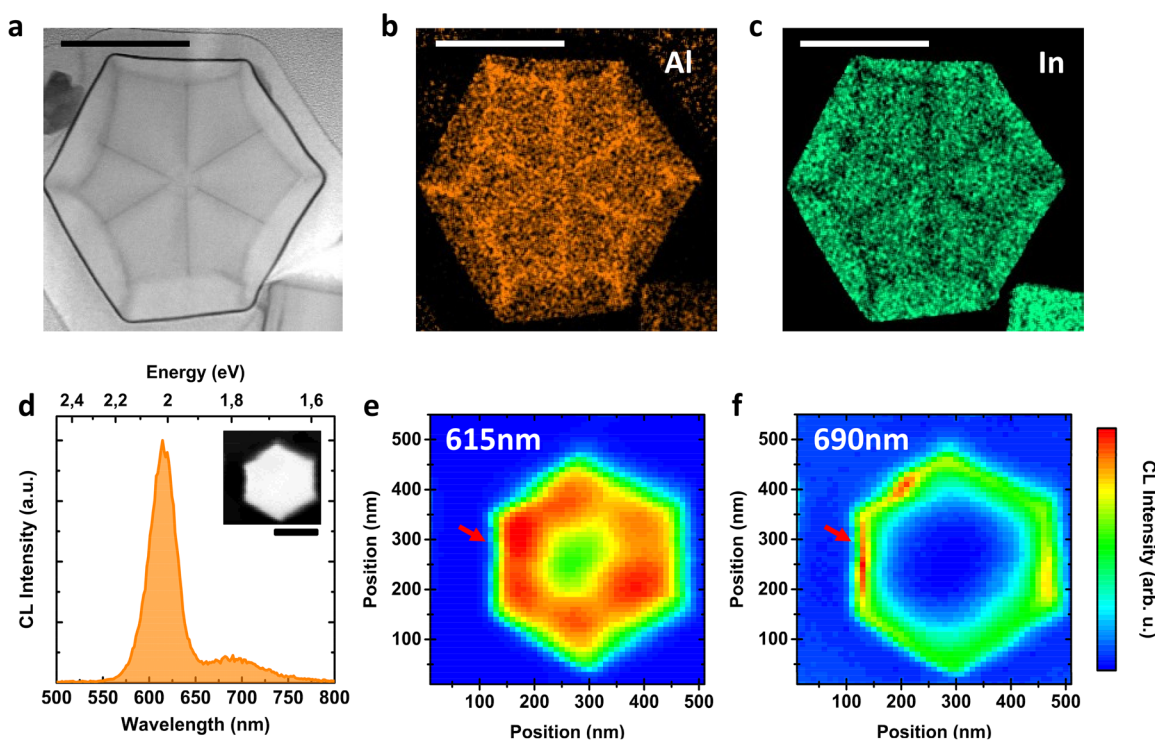 a
b
Al
c
In
d
Energy (eV)
2,4 2,2 2 1,8 1,6
CL Intensity (a.u.)
500 550 600 650 700 750 800
Wavelength (nm)
e
615nm
Position (nm)
500
400
300
200
100
100 200 300 400 500
Position (nm)
f
690nm
Position (nm)
500
400
300
200
100
100 200 300 400 500
Position (nm)
CL Intensity (arb. u.)